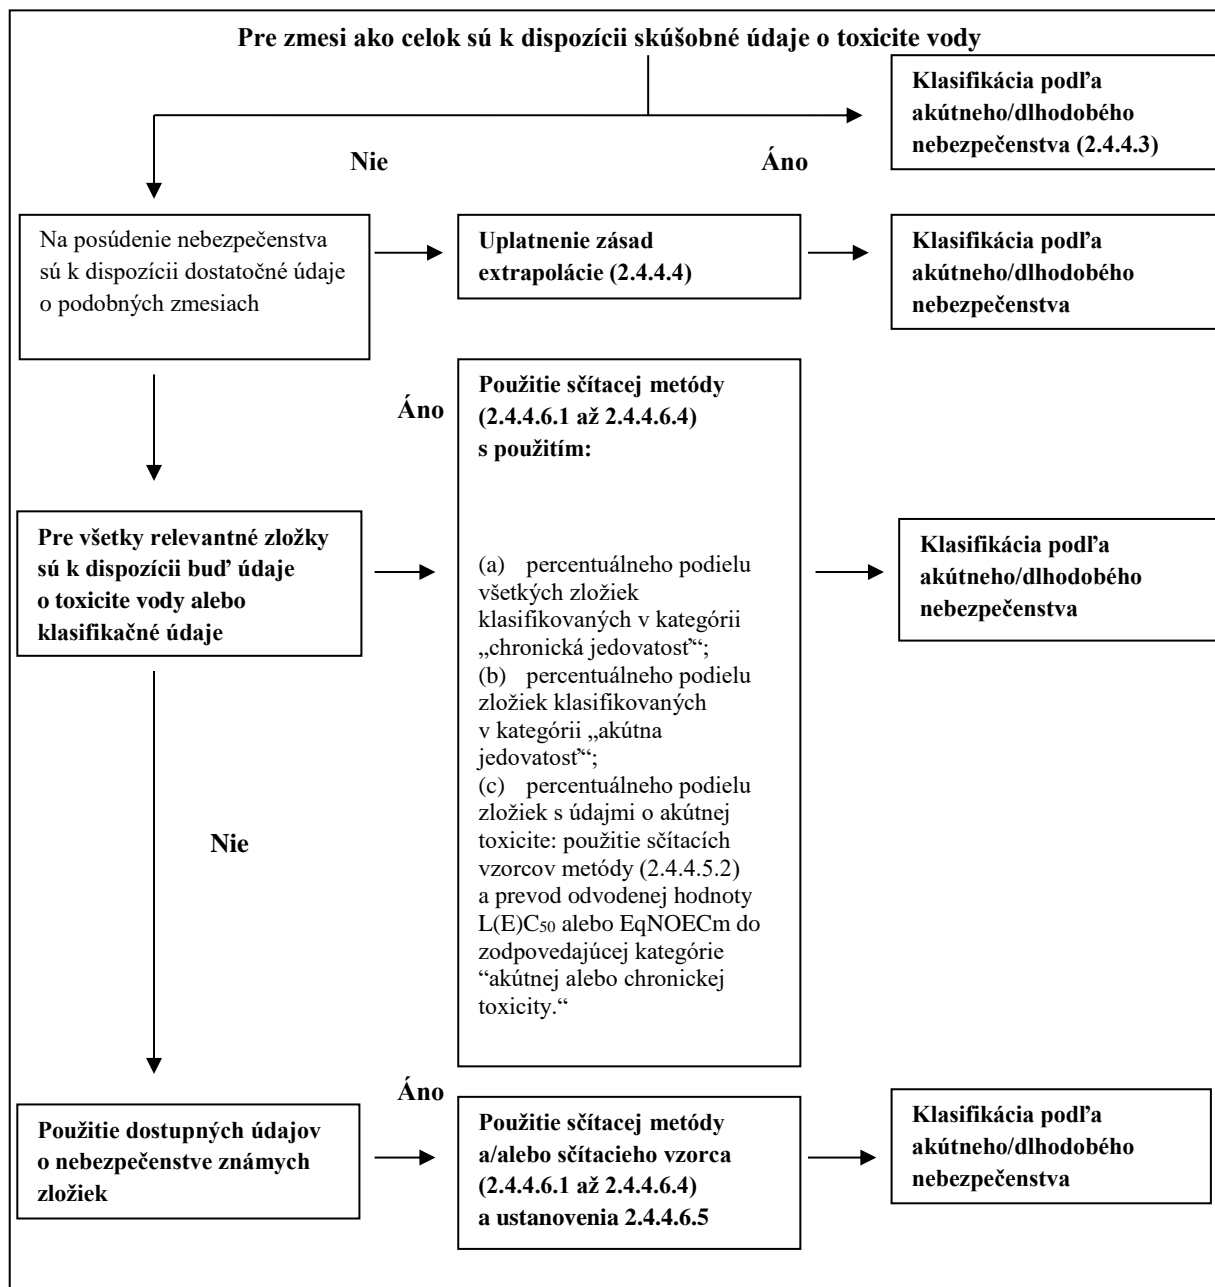 Pre zmesi ako celok sú k dispozícii skúšobné údaje o toxicite vody
Klasifikácia podľa
akútneho/dlhodobého
nebezpečenstva (2.4.4.3)
Nie
Áno
Na posúdenie nebezpečenstva
sú k dispozícii dostatočné údaje
o podobných zmesiach
Uplatnenie zásad
extrapolácie (2.4.4.4)
Klasifikácia podľa
akútneho/dlhodobého
nebezpečenstva
Áno
Použitie sčítacej metódy
(2.4.4.6.1 až 2.4.4.6.4)
s použitím:
Pre všetky relevantné zložky
sú k dispozícii buď údaje
o toxicite vody alebo
klasifikačné údaje
(a) percentuálneho podielu
všetkých zložiek
klasifikovaných v kategórii
„chronická jedovatosť“;
(b) percentuálneho podielu
zložiek klasifikovaných
v kategórii „akútna
jedovatosť“;
(c) percentuálneho podielu
zložiek s údajmi o akútnej
toxicite: použitie sčítacích
vzorcov metódy (2.4.4.5.2)
a prevod odvodenej hodnoty
L(E)C₅₀ alebo EqNOECm do
zodpovedajúcej kategórie
“akútnej alebo chronickej
toxicity.“
Klasifikácia podľa
akútneho/dlhodobého
nebezpečenstva
Nie
Áno
Použitie dostupných údajov
o nebezpečenstve známych
zložiek
Použitie sčítacej metódy
a/alebo sčítacieho vzorca
(2.4.4.6.1 až 2.4.4.6.4)
a ustanovenia 2.4.4.6.5
Klasifikácia podľa
akútneho/dlhodobého
nebezpečenstva